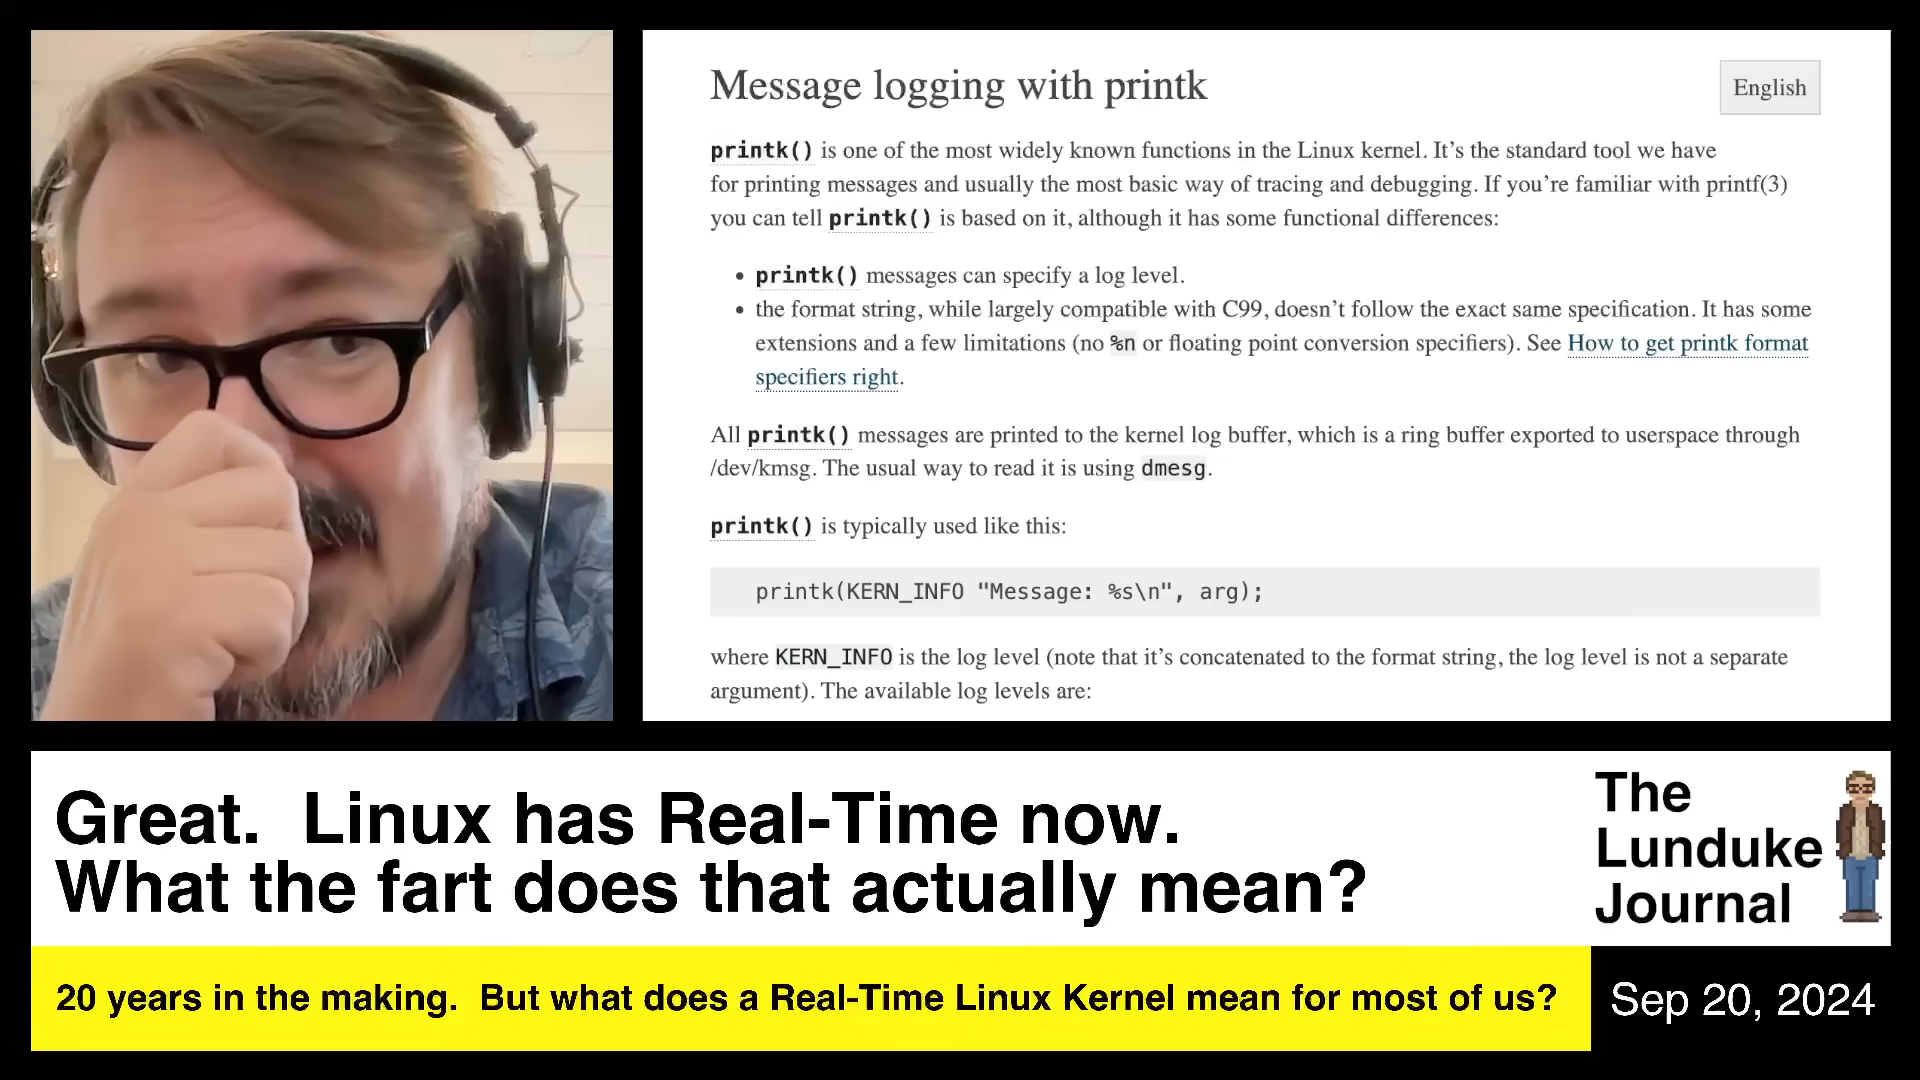 Message logging with printk
English
printk() is one of the most widely known functions in the Linux kernel. It’s the standard tool we have
for printing messages and usually the most basic way of tracing and debugging. If you’re familiar with printf(3)
you can tell printk() is based on it, although it has some functional differences:
• printk() messages can specify a log level.
• the format string, while largely compatible with C99, doesn’t follow the exact same specification. It has some
extensions and a few limitations (no %n or floating point conversion specifiers). See How to get printk format
specifiers right.
All printk() messages are printed to the kernel log buffer, which is a ring buffer exported to userspace through
/dev/kmsg. The usual way to read it is using dmesg.
printk() is typically used like this:
printk(KERN_INFO "Message: %s\n", arg);
where KERN_INFO is the log level (note that it’s concatenated to the format string, the log level is not a separate
argument). The available log levels are:
Great. Linux has Real-Time now.
What the fart does that actually mean?
The
Lunduke
Journal
20 years in the making. But what does a Real-Time Linux Kernel mean for most of us?
Sep 20, 2024